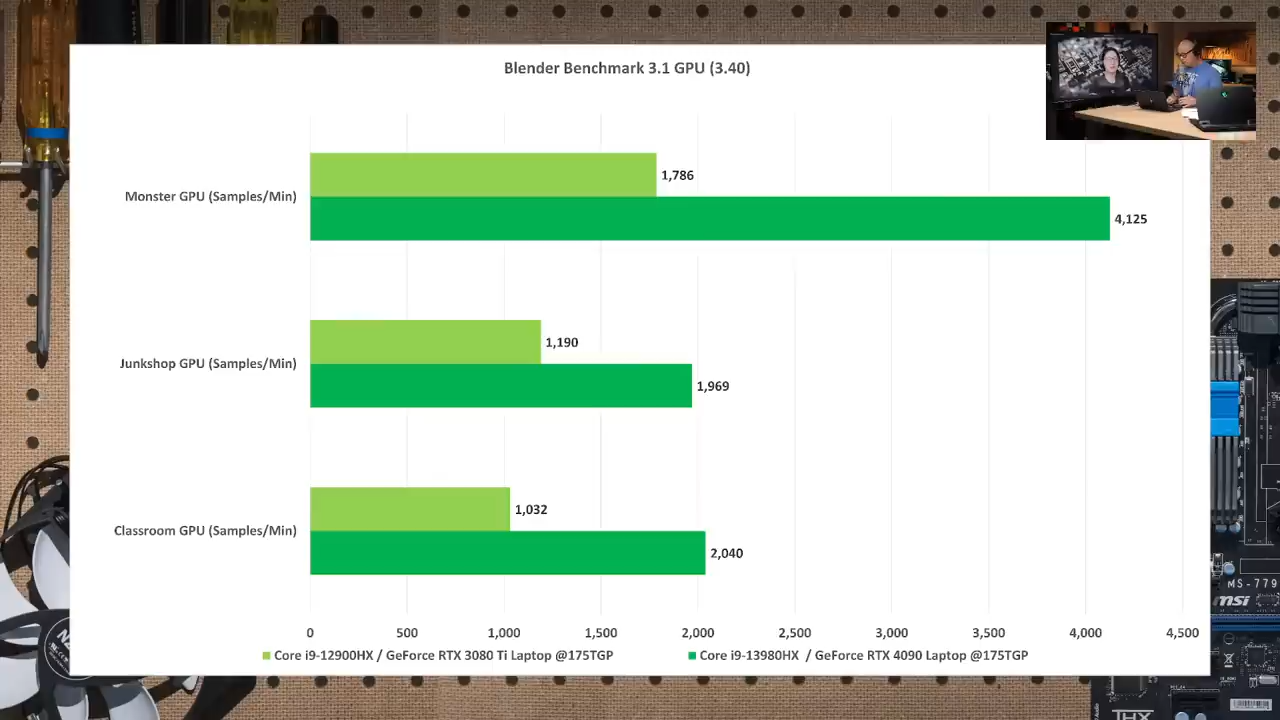 Blender Benchmark 3.1 GPU (3.40)
Monster GPU (Samples/Min)
1,786
4,125
Junkshop GPU (Samples/Min)
1,190
1,969
Classroom GPU (Samples/Min)
1,032
2,040
0 500 1,000 1,500 2,000 2,500 3,000 3,500 4,000 4,500
Core i9-12900HX / GeForce RTX 3080 Ti Laptop @175TGP
Core i9-13980HX / GeForce RTX 4090 Laptop @175TGP
MS-779
msi
THX